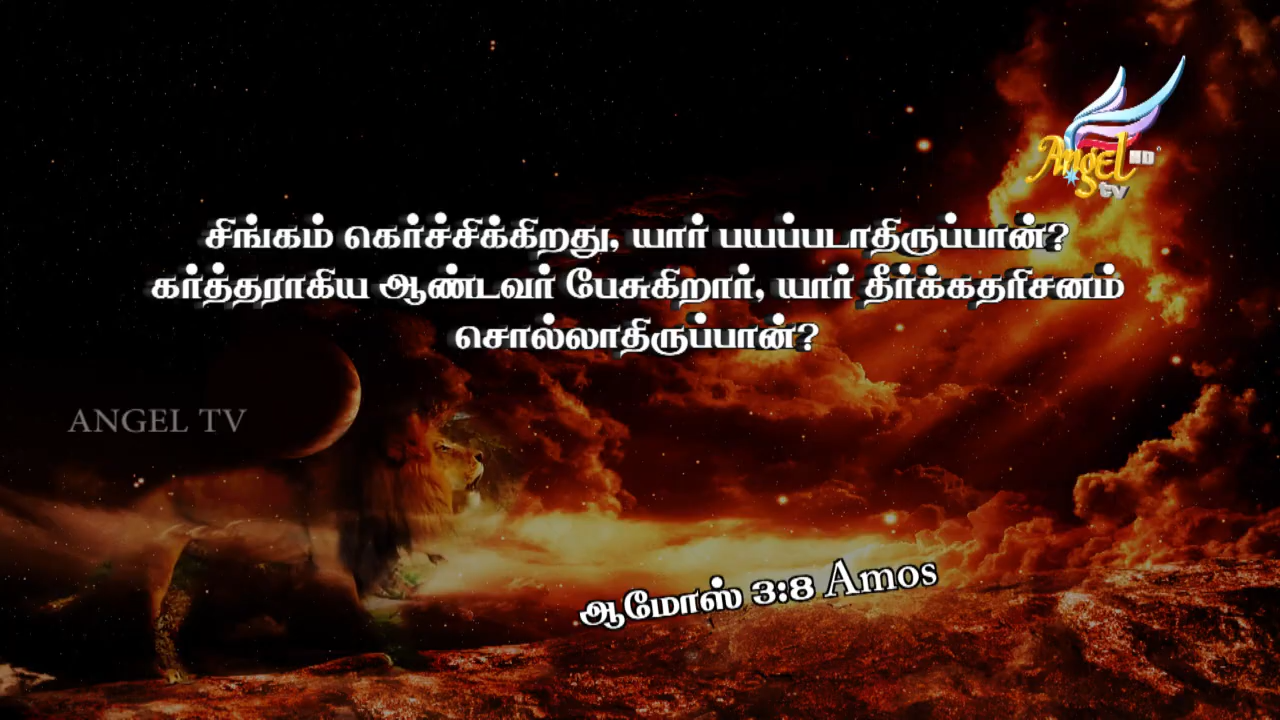 Angel HD
tv
சிங்கம் கெர்ச்சிக்கிறது, யார் பயப்படாதிருப்பான்?
கர்த்தராகிய ஆண்டவர் பேசுகிறார், யார் தீர்க்கதரிசனம்
சொல்லாதிருப்பான்?
ANGEL TV
ஆமோஸ் 3:8 Amos